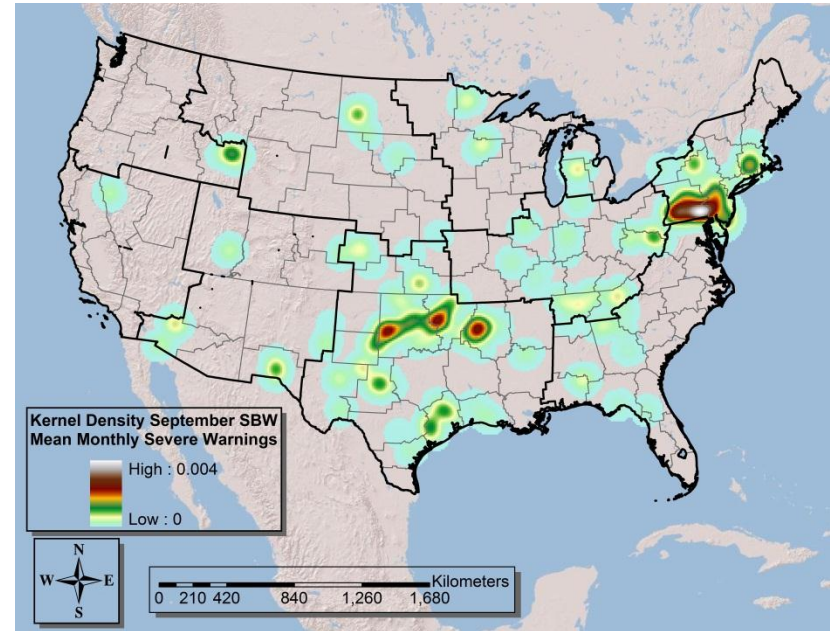 Kernel Density September SBW
Mean Monthly Severe Warnings
High : 0.004
Low : 0
N
W E
S
Kilometers
0 210 420 840 1,260 1,680